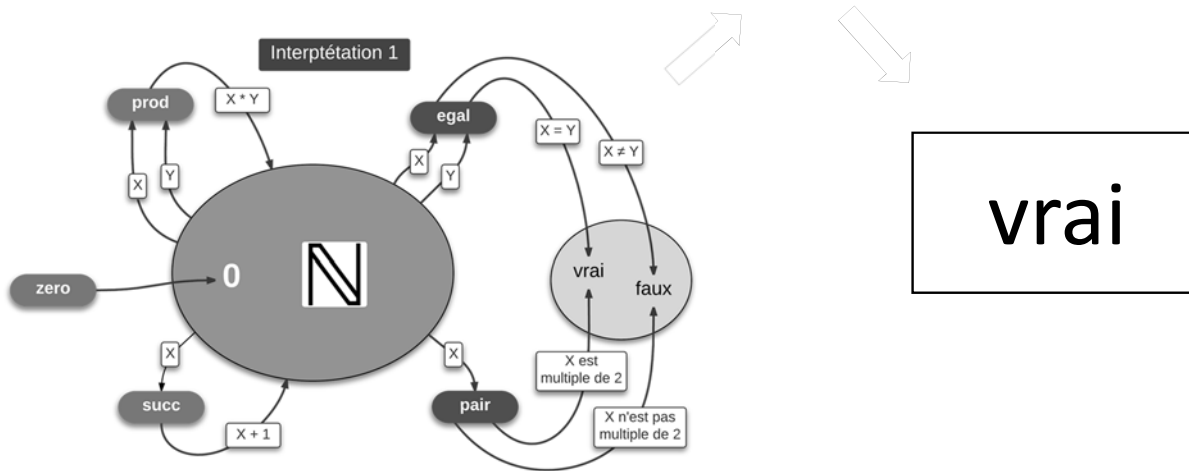 Interptétation 1
prod
X * Y
egal
X = Y
X ≠ Y
X
Y
X
Y
vrai
0
ℕ
vrai
faux
zero
X
X
X est
multiple de 2
succ
pair
X + 1
X n'est pas
multiple de 2